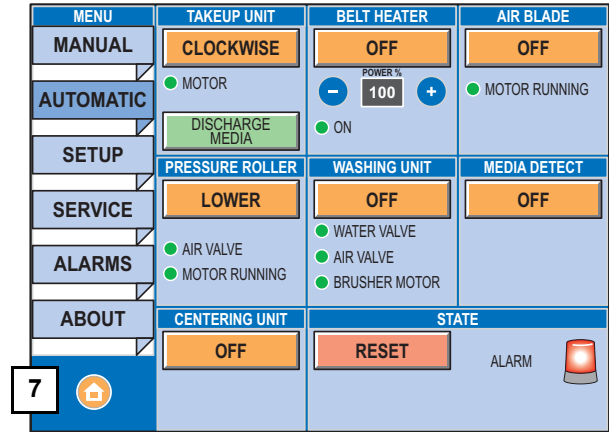 MENU
MANUAL
AUTOMATIC
SETUP
SERVICE
ALARMS
ABOUT
7
TAKEUP UNIT
CLOCKWISE
MOTOR
DISCHARGE
MEDIA
BELT HEATER
OFF
POWER %
- 100 +
ON
AIR BLADE
OFF
MOTOR RUNNING
PRESSURE ROLLER
LOWER
AIR VALVE
MOTOR RUNNING
WASHING UNIT
OFF
WATER VALVE
AIR VALVE
BRUSHER MOTOR
MEDIA DETECT
OFF
CENTERING UNIT
OFF
STATE
RESET
ALARM